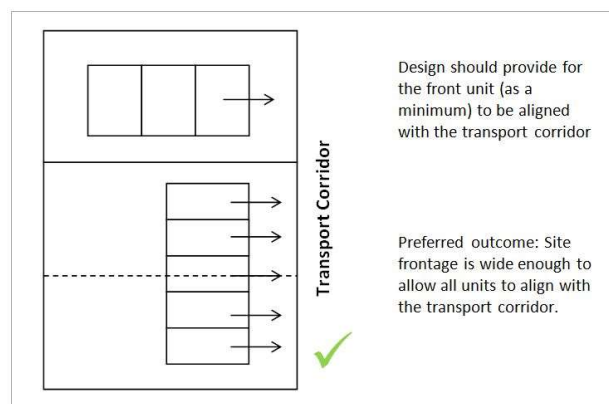 Design should provide for
the front unit (as a
minimum) to be aligned
with the transport corridor
Transport Corridor
Preferred outcome: Site
frontage is wide enough to
allow all units to align with
the transport corridor.